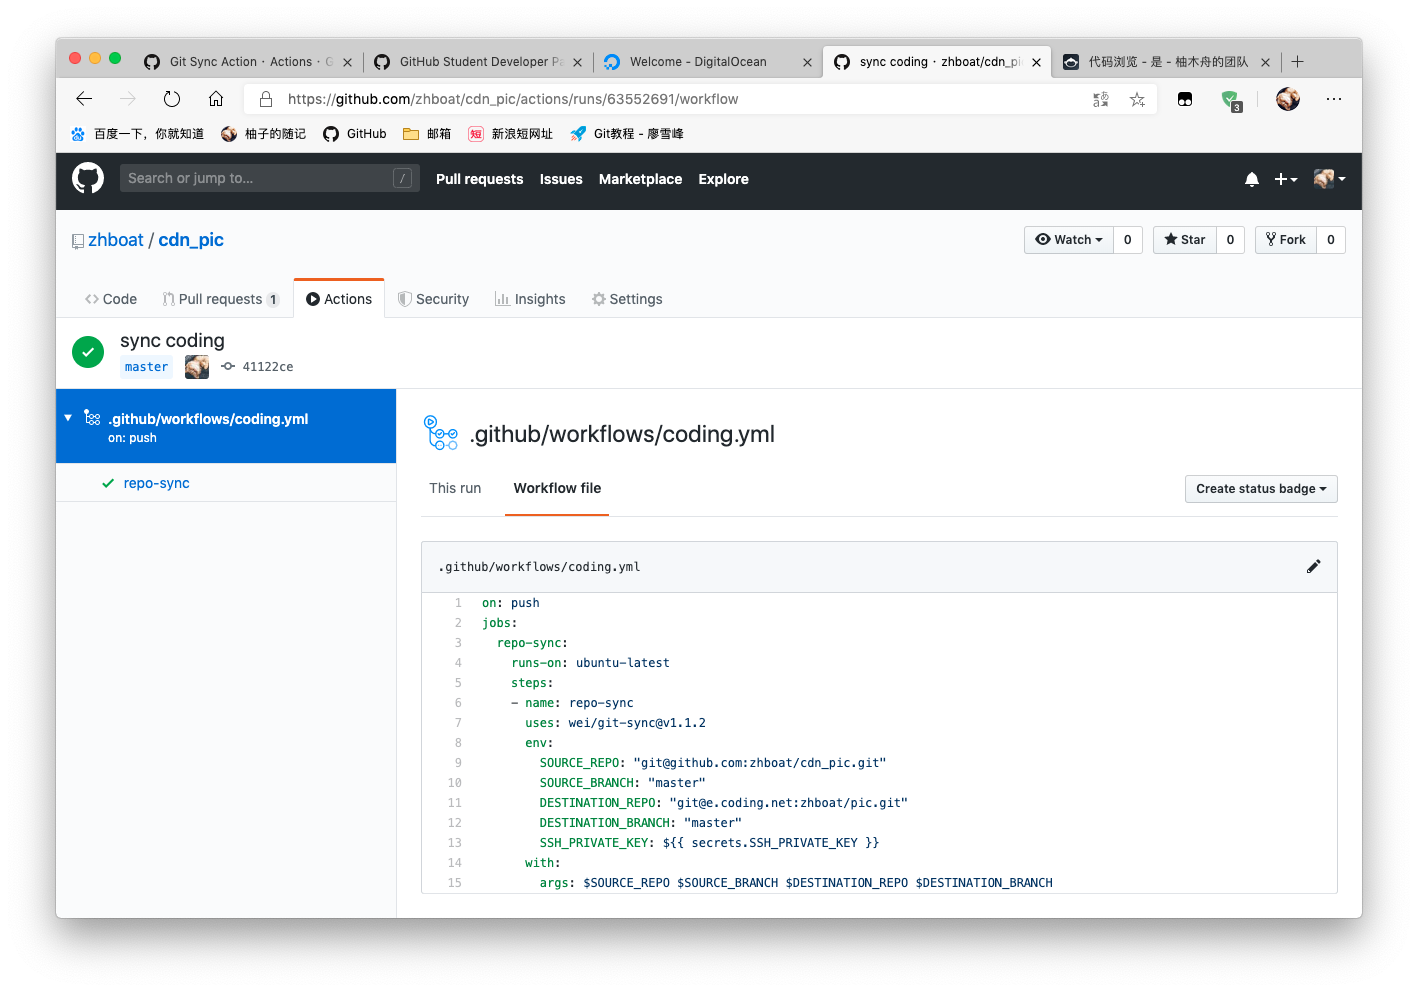 Git Sync Action · Actions · G
GitHub Student Developer Pa
Welcome - DigitalOcean
sync coding · zhboat/cdn_pi
代码浏览 - 是 - 柚木舟的团队
https://github.com/zhboat/cdn_pic/actions/runs/63552691/workflow
3
百度一下，你就知道
柚子的随记
GitHub
邮箱
短 新浪短网址
Git教程 - 廖雪峰
Search or jump to...
/
Pull requests
Issues
Marketplace
Explore
zhboat / cdn_pic
Watch 0
Star 0
Fork 0
Code
Pull requests 1
Actions
Security
Insights
Settings
sync coding
master
41122ce
.github/workflows/coding.yml
on: push
repo-sync
.github/workflows/coding.yml
This run
Workflow file
Create status badge
.github/workflows/coding.yml
1 on: push
2 jobs:
3 repo-sync:
4 runs-on: ubuntu-latest
5 steps:
6 - name: repo-sync
7 uses: wei/git-sync@v1.1.2
8 env:
9 SOURCE_REPO: "git@github.com:zhboat/cdn_pic.git"
10 SOURCE_BRANCH: "master"
11 DESTINATION_REPO: "git@e.coding.net:zhboat/pic.git"
12 DESTINATION_BRANCH: "master"
13 SSH_PRIVATE_KEY: ${{ secrets.SSH_PRIVATE_KEY }}
14 with:
15 args: $SOURCE_REPO $SOURCE_BRANCH $DESTINATION_REPO $DESTINATION_BRANCH